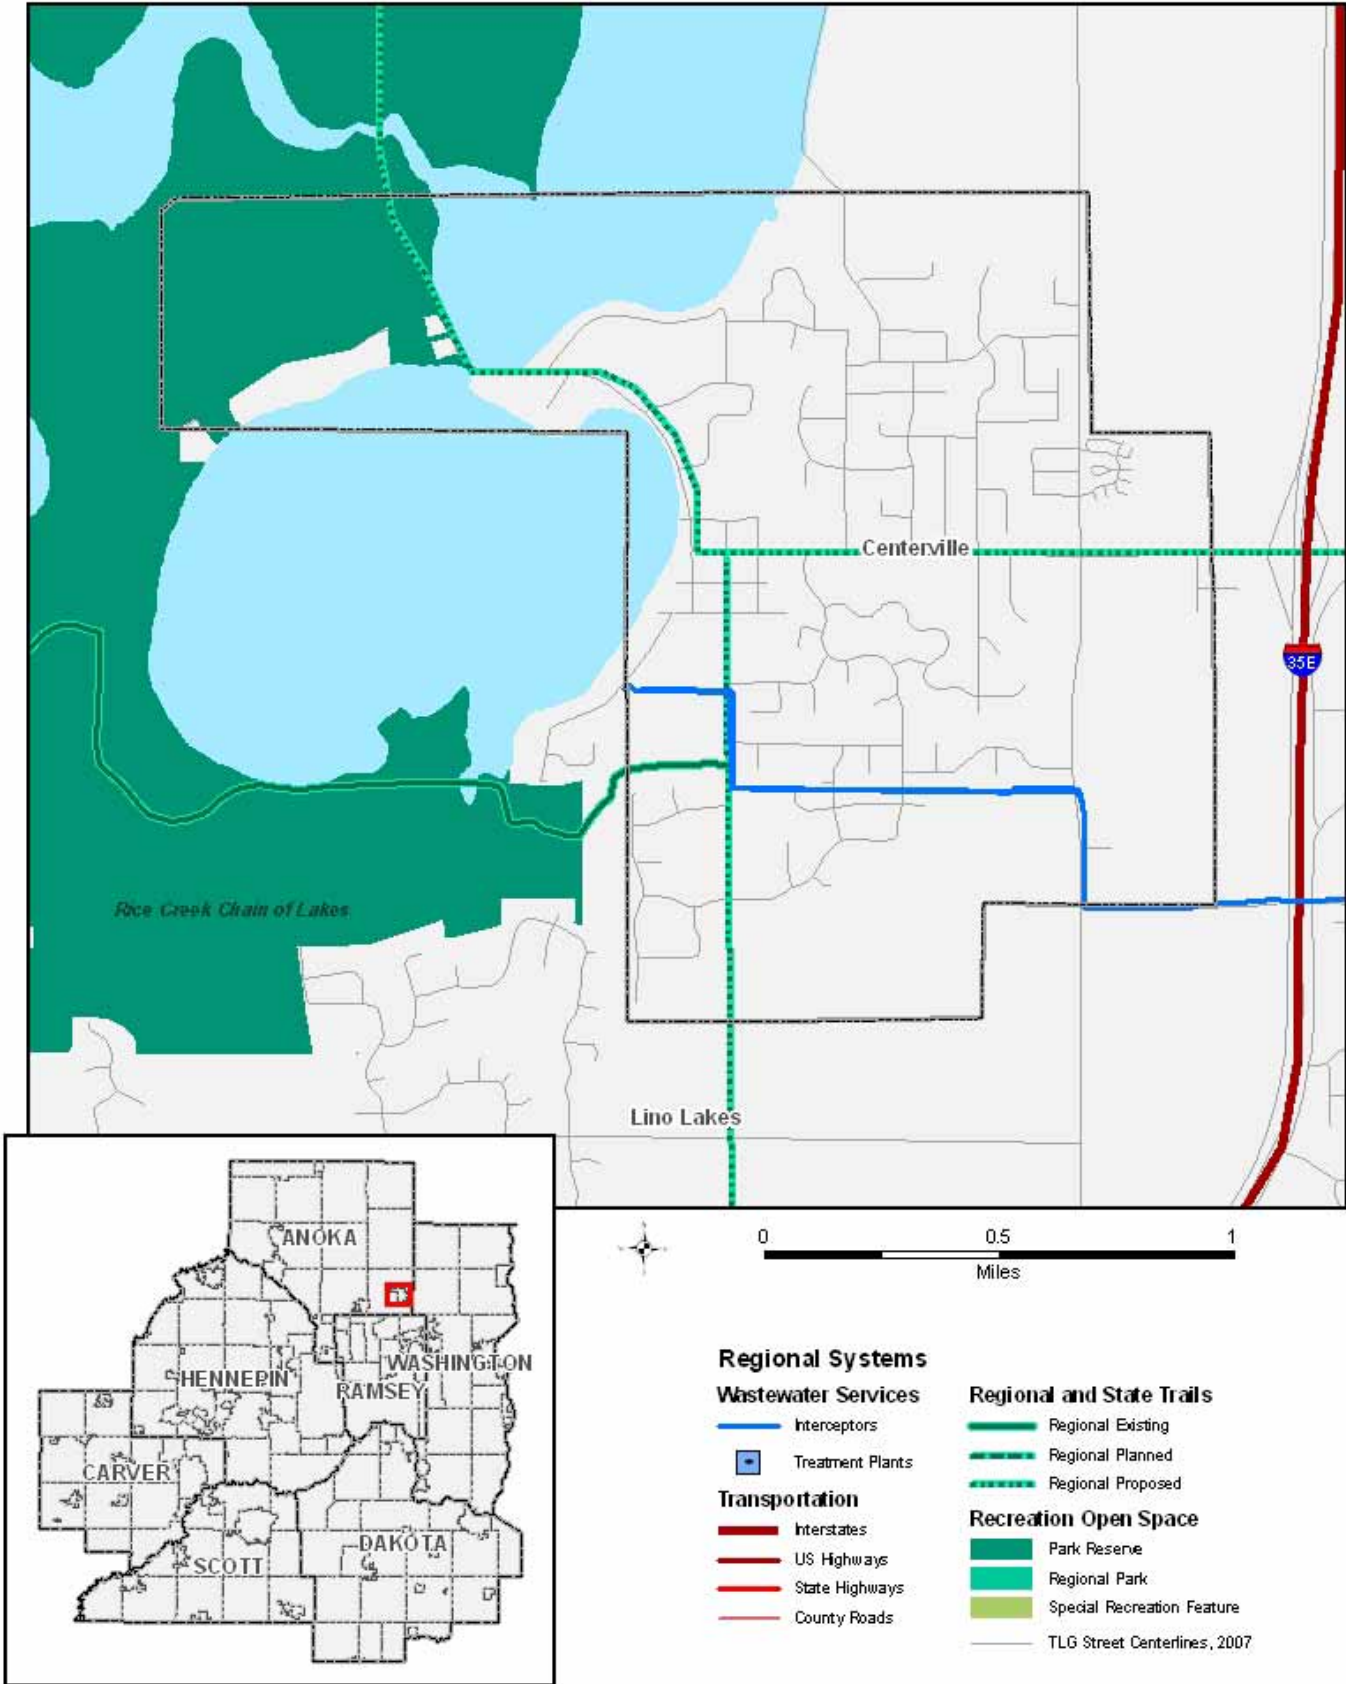 Centerville
35E
Rice Creek Chain of Lakes
Lino Lakes
0 0.5 1
Miles
ANOKA
HENNEPIN
WASHINGTON
RAMSEY
CARVER
DAKOTA
SCOTT
Regional Systems
Wastewater Services
Interceptors
Treatment Plants
Transportation
Interstates
US Highways
State Highways
County Roads
Regional and State Trails
Regional Existing
Regional Planned
Regional Proposed
Recreation Open Space
Park Reserve
Regional Park
Special Recreation Feature
TLG Street Centerlines, 2007